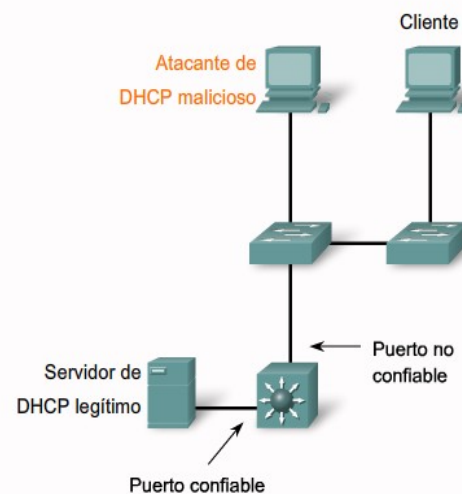 Cliente
Atacante de
DHCP malicioso
Puerto no
confiable
Servidor de
DHCP legítimo
Puerto confiable